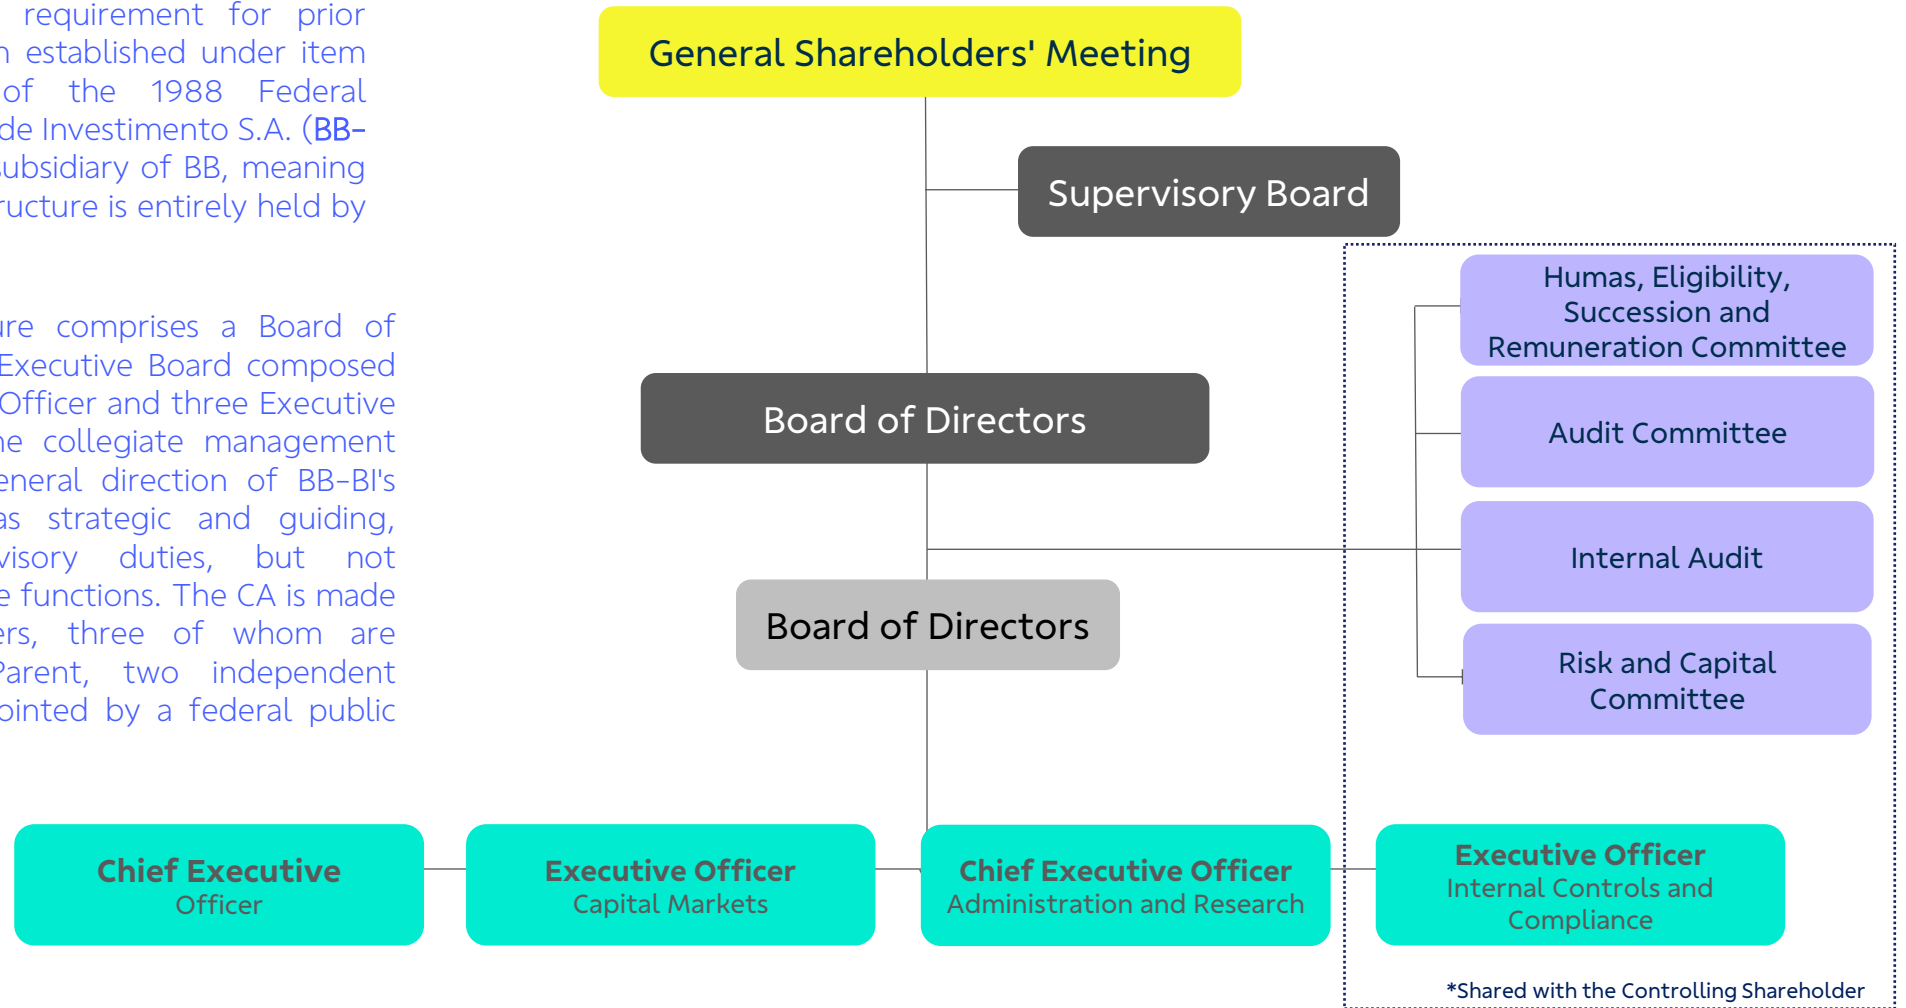 requirement for prior
established under item
of the 1988 Federal
de Investimento S.A. (BB-
subsidiary of BB, meaning
ructure is entirely held by
ure comprises a Board of
Executive Board composed
Officer and three Executive
he collegiate management
eneral direction of BB-BI's
as strategic and guiding,
visory duties, but not
e functions. The CA is made
ers, three of whom are
Parent, two independent
ointed by a federal public
General Shareholders' Meeting
Supervisory Board
Humas, Eligibility,
Succession and
Remuneration Committee
Audit Committee
Board of Directors
Internal Audit
Board of Directors
Risk and Capital
Committee
Chief Executive
Officer
Executive Officer
Capital Markets
Chief Executive Officer
Administration and Research
Executive Officer
Internal Controls and
Compliance
*Shared with the Controlling Shareholder